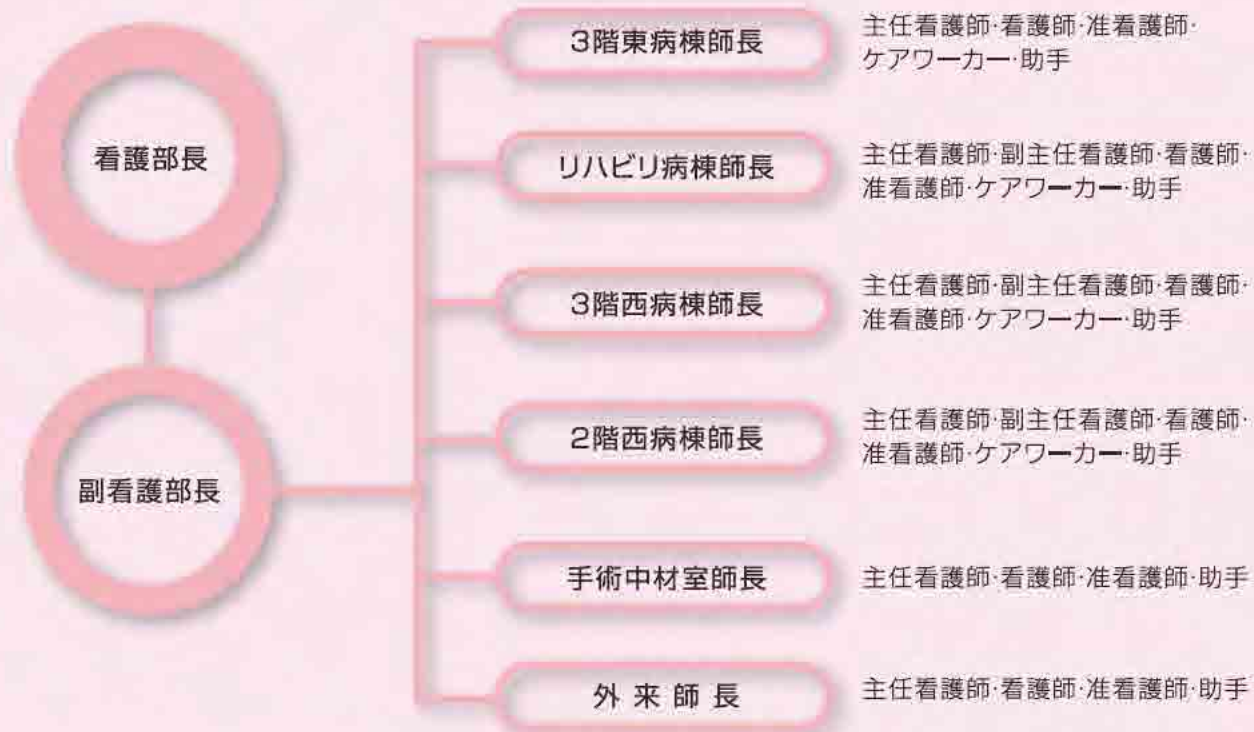 看護部長
副看護部長
3階東病棟師長
主任看護師·看護師·准看護師·
ケアワーカー·助手
リハビリ病棟師長
主任看護師·副主任看護師·看護師·
准看護師·ケアワーカー·助手
3階西病棟師長
主任看護師·副主任看護師·看護師·
准看護師·ケアワーカー·助手
2階西病棟師長
主任看護師·副主任看護師·看護師·
准看護師·ケアワーカー·助手
手術中材室師長
主任看護師·看護師·准看護師·助手
外来師長
主任看護師·看護師·准看護師·助手